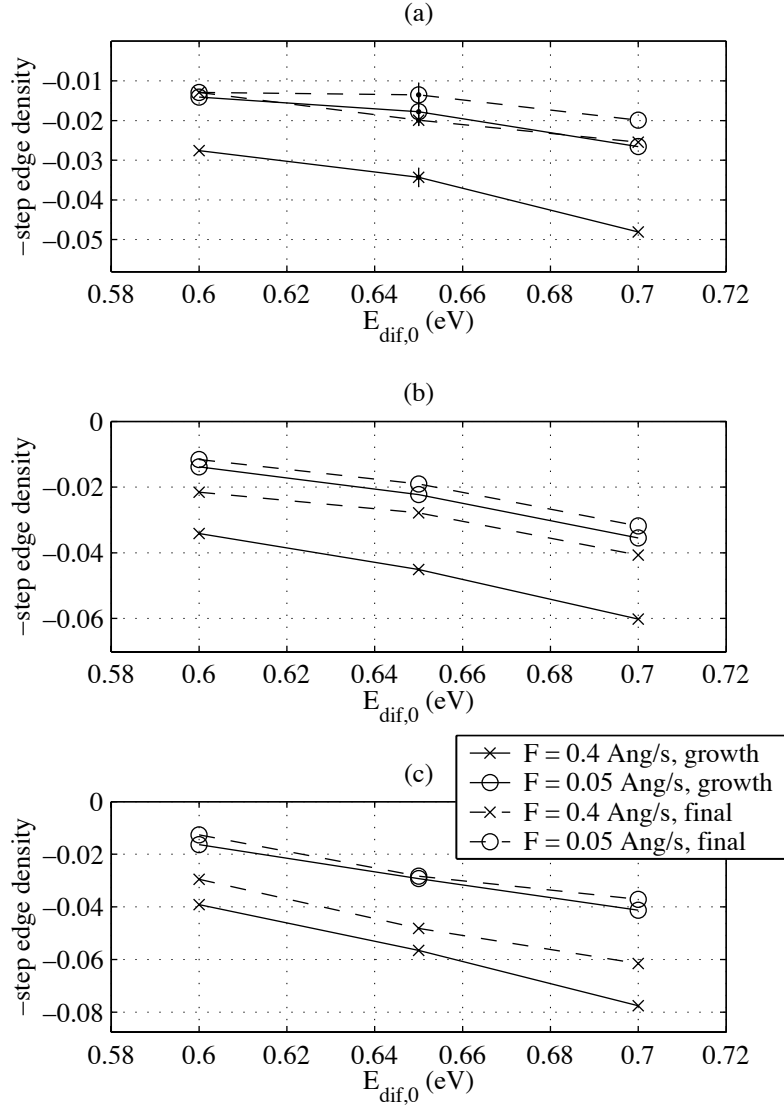 (a)
−0.01
−0.02
−0.03
−0.04
−0.05
−step edge density
0.58 0.6 0.62 0.64 0.66 0.68 0.7 0.72
E_dif,0 (eV)
(b)
0
−0.02
−0.04
−0.06
−step edge density
0.58 0.6 0.62 0.64 0.66 0.68 0.7 0.72
E_dif,0 (eV)
(c)
F = 0.4 Ang/s, growth
F = 0.05 Ang/s, growth
F = 0.4 Ang/s, final
F = 0.05 Ang/s, final
0
−0.02
−0.04
−0.06
−0.08
−step edge density
0.58 0.6 0.62 0.64 0.66 0.68 0.7 0.72
E_dif,0 (eV)